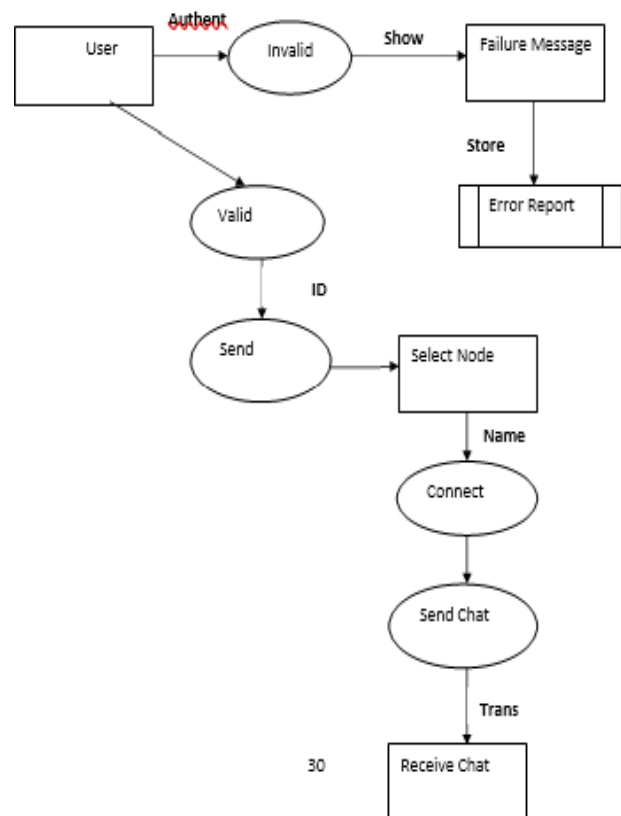 Authent
User
Invalid
Show
Failure Message
Store
Error Report
Valid
ID
Send
Select Node
Name
Connect
Send Chat
Trans
30
Receive Chat